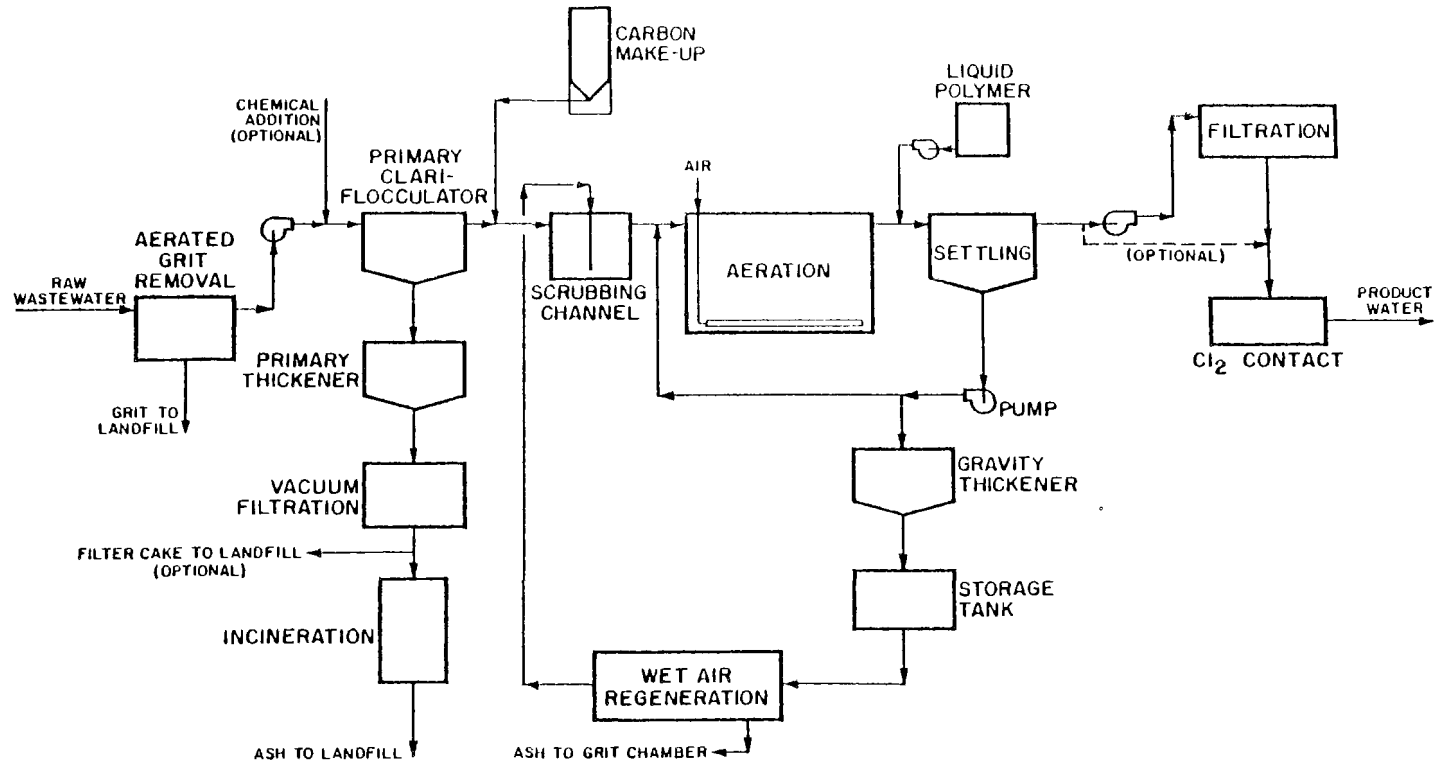 CARBON
MAKE-UP
LIQUID
POLYMER
CHEMICAL
ADDITION
(OPTIONAL)
FILTRATION
PRIMARY
CLARI-
FLOCCULATOR
AIR
AERATED
GRIT
REMOVAL
RAW
WASTEWATER
SCRUBBING
CHANNEL
AERATION
SETTLING
(OPTIONAL)
PRODUCT
WATER
Cl2 CONTACT
PRIMARY
THICKENER
GRIT TO
LANDFILL
PUMP
VACUUM
FILTRATION
GRAVITY
THICKENER
FILTER CAKE TO LANDFILL
(OPTIONAL)
STORAGE
TANK
INCINERATION
WET AIR
REGENERATION
ASH TO LANDFILL
ASH TO GRIT CHAMBER